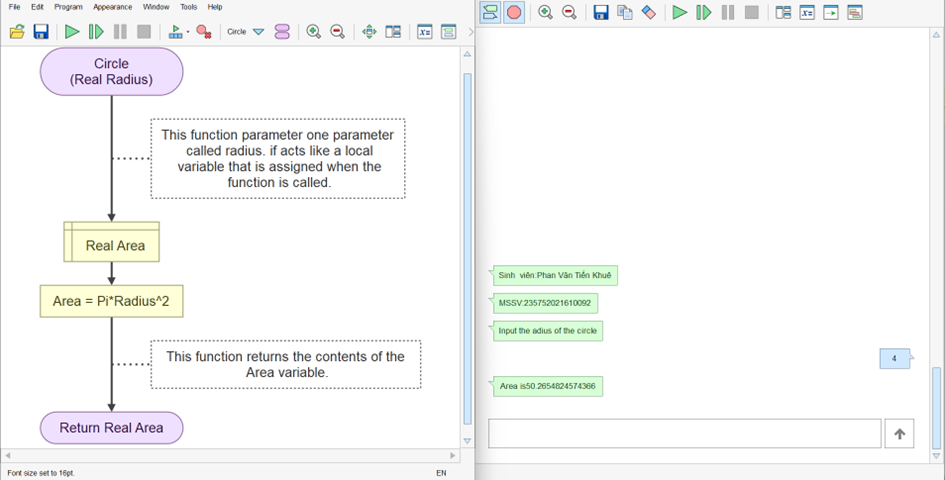 File Edit Program Appearance Window Tools Help
Circle
Circle
(Real Radius)
This function parameter one parameter
called radius. if acts like a local
variable that is assigned when the
function is called.
Real Area
Area = Pi*Radius^2
This function returns the contents of the
Area variable.
Return Real Area
Font size set to 16pt.
EN
Sinh viên:Phan Văn Tiến Khuê
MSSV:235752021610092
Input the adius of the circle
4
Area is50.2654824574366